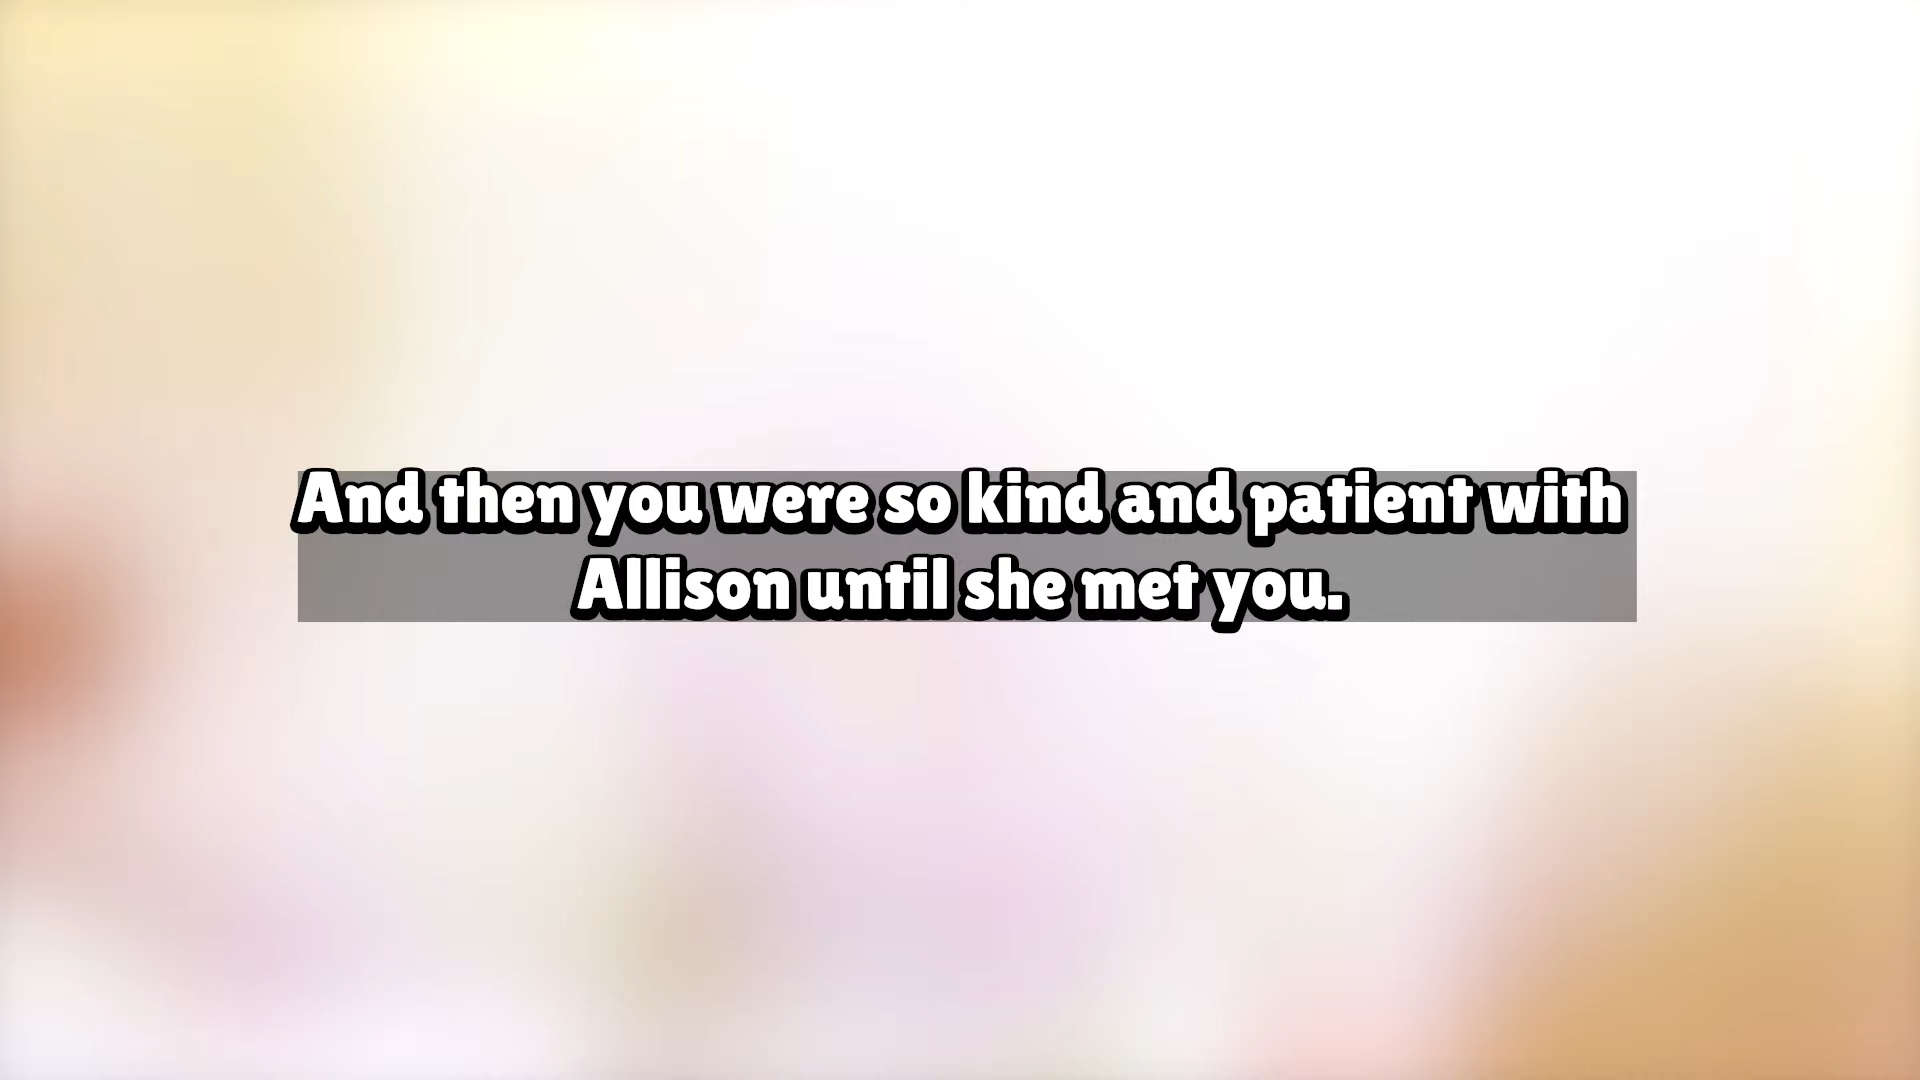 And then you were so kind and patient with
Allison until she met you.